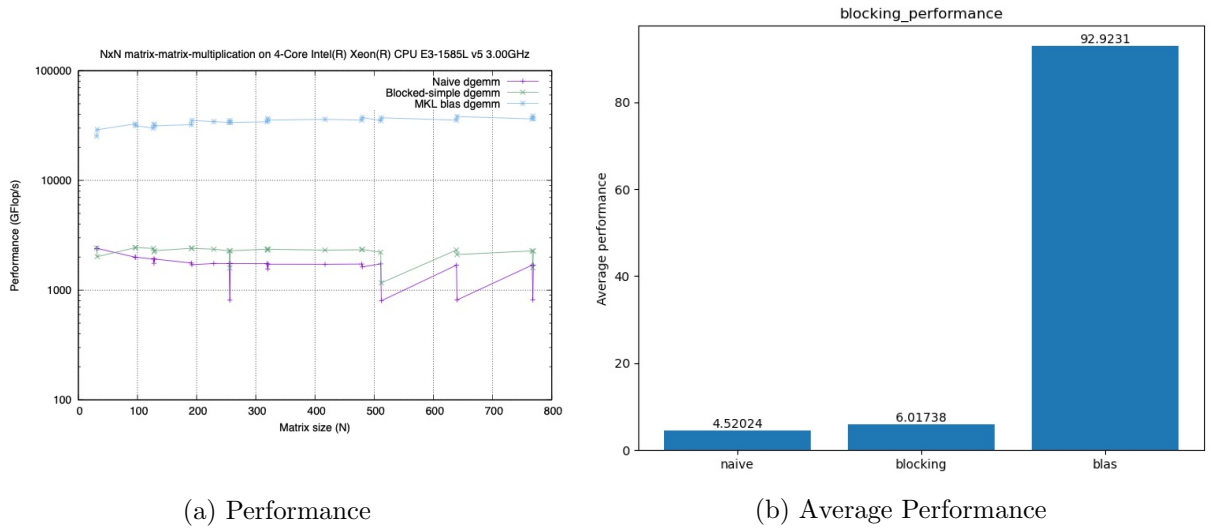 NxN matrix-matrix-multiplication on 4-Core Intel(R) Xeon(R) CPU E3-1585L v5 3.00GHz
100000
10000
1000
100
Performance (GFlop/s)
Naive dgemm
Blocked-simple dgemm
MKL blas dgemm
0 100 200 300 400 500 600 700 800
Matrix size (N)
(a) Performance
blocking_performance
Average performance
80
60
40
20
0
4.52024
6.01738
92.9231
naive blocking blas
(b) Average Performance